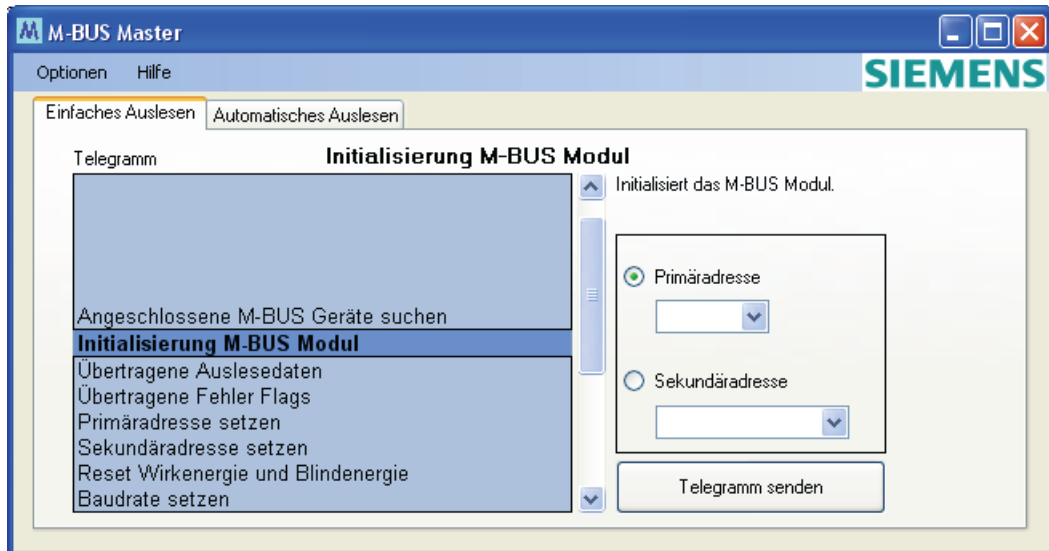 M-BUS Master
Optionen Hilfe
SIEMENS
Einfaches Auslesen Automatisches Auslesen
Telegramm
Initialisierung M-BUS Modul
Initialisiert das M-BUS Modul.
Angeschlossene M-BUS Geräte suchen
Initialisierung M-BUS Modul
Übertragene Auslesedaten
Übertragene Fehler Flags
Primäradresse setzen
Sekundäradresse setzen
Reset Wirkenergie und Blindenergie
Baudrate setzen
Primäradresse
Sekundäradresse
Telegramm senden